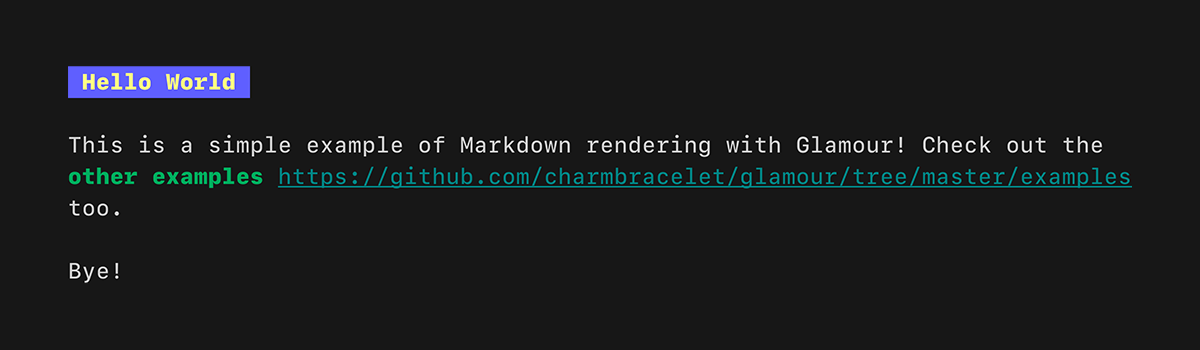 Hello World
This is a simple example of Markdown rendering with Glamour! Check out the
other examples https://github.com/charmbracelet/glamour/tree/master/examples
too.
Bye!